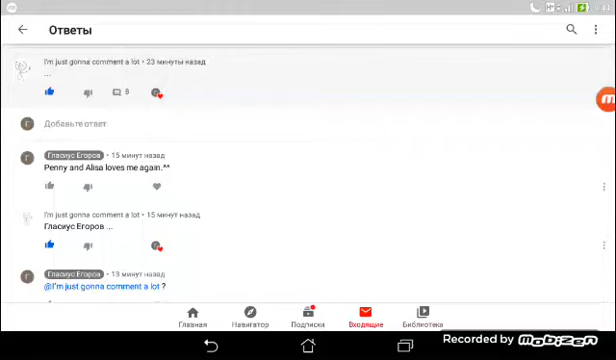 Ответы
I'm just gonna comment a lot • 23 минуты назад
...
8
Добавьте ответ
Гласиус Егоров • 15 минут назад
Penny and Alisa loves me again.^^
I'm just gonna comment a lot • 15 минут назад
Гласиус Егоров ...
Гласиус Егоров • 13 минут назад
@I'm just gonna comment a lot ?
Главная Навигатор Подписки Входящие Библиотека
Recorded by mobizen